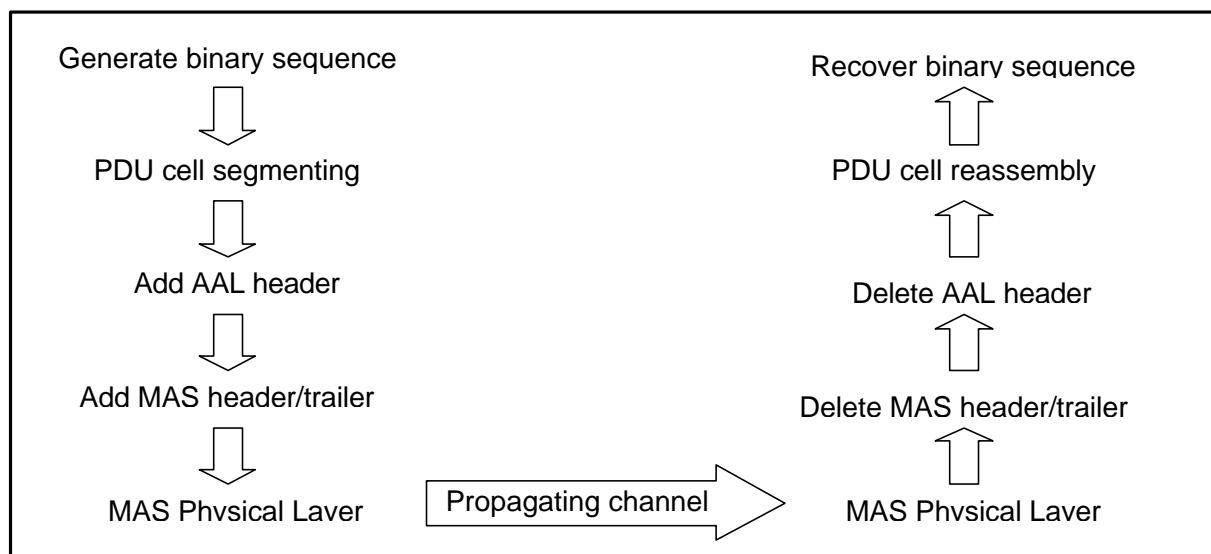 Generate binary sequence
PDU cell segmenting
Add AAL header
Add MAS header/trailer
MAS Physical Layer
Propagating channel
MAS Physical Layer
Delete MAS header/trailer
Delete AAL header
PDU cell reassembly
Recover binary sequence